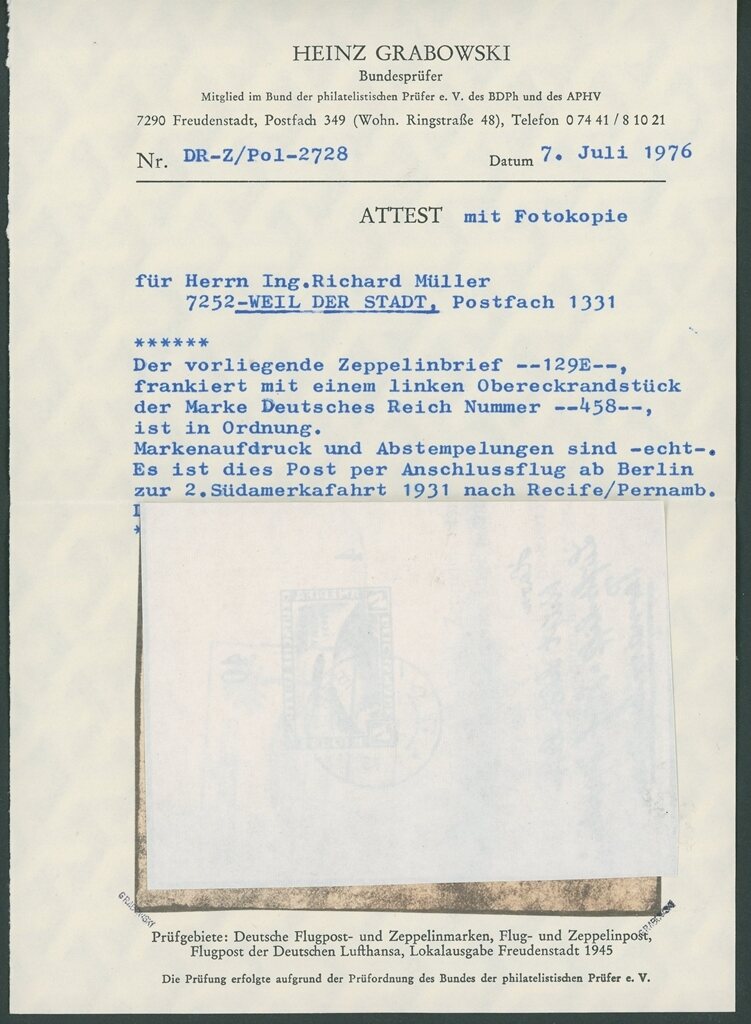 HEINZ GRABOWSKI
Bundesprüfer
Mitglied im Bund der philatelistischen Prüfer e. V. des BDPh und des APHV
7290 Freudenstadt, Postfach 349 (Wohn. Ringstraße 48), Telefon 0 74 41 / 8 10 21
Nr. DR-Z/Pol-2728 Datum 7. Juli 1976
ATTEST mit Fotokopie
für Herrn Ing.Richard Müller
7252-WEIL DER STADT, Postfach 1331
******
Der vorliegende Zeppelinbrief --129E--,
frankiert mit einem linken Obereckrandstück
der Marke Deutsches Reich Nummer --458--,
ist in Ordnung.
Markenaufdruck und Abstempelungen sind -echt-.
Es ist dies Post per Anschlussflug ab Berlin
zur 2.Südamerkafahrt 1931 nach Recife/Pernamb.
GRABOWSKI
GRABOWSKI
Prüfgebiete: Deutsche Flugpost- und Zeppelinmarken, Flug- und Zeppelinpost,
Flugpost der Deutschen Lufthansa, Lokalausgabe Freudenstadt 1945
Die Prüfung erfolgte aufgrund der Prüfordnung des Bundes der philatelistischen Prüfer e. V.